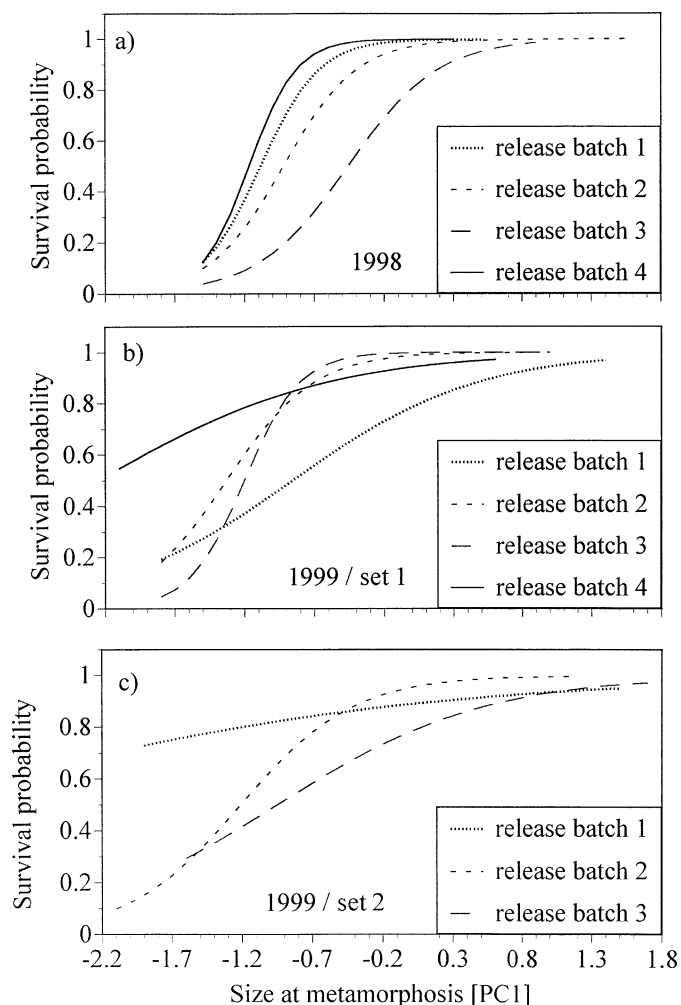 a)
Survival probability
1
0.8
0.6
0.4
0.2
0
1998
release batch 1
release batch 2
release batch 3
release batch 4
b)
Survival probability
1
0.8
0.6
0.4
0.2
0
1999 / set 1
release batch 1
release batch 2
release batch 3
release batch 4
c)
Survival probability
1
0.8
0.6
0.4
0.2
0
1999 / set 2
release batch 1
release batch 2
release batch 3
-2.2 -1.7 -1.2 -0.7 -0.2 0.3 0.8 1.3 1.8
Size at metamorphosis [PC1]